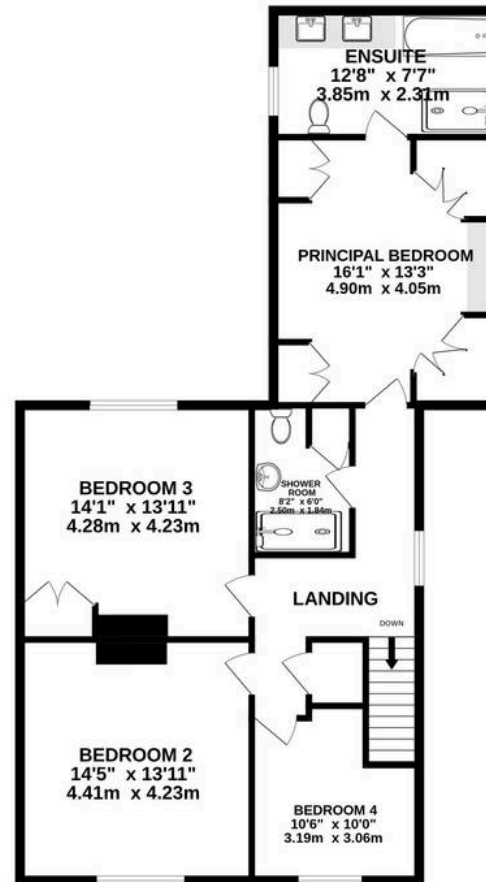 ENSUITE
12'8" x 7'7"
3.85m x 2.31m
PRINCIPAL BEDROOM
16'1" x 13'3"
4.90m x 4.05m
BEDROOM 3
14'1" x 13'11"
4.28m x 4.23m
SHOWER
ROOM
8'2" x 6'0"
2.50m x 1.84m
LANDING
DOWN
BEDROOM 2
14'5" x 13'11"
4.41m x 4.23m
BEDROOM 4
10'6" x 10'0"
3.19m x 3.06m